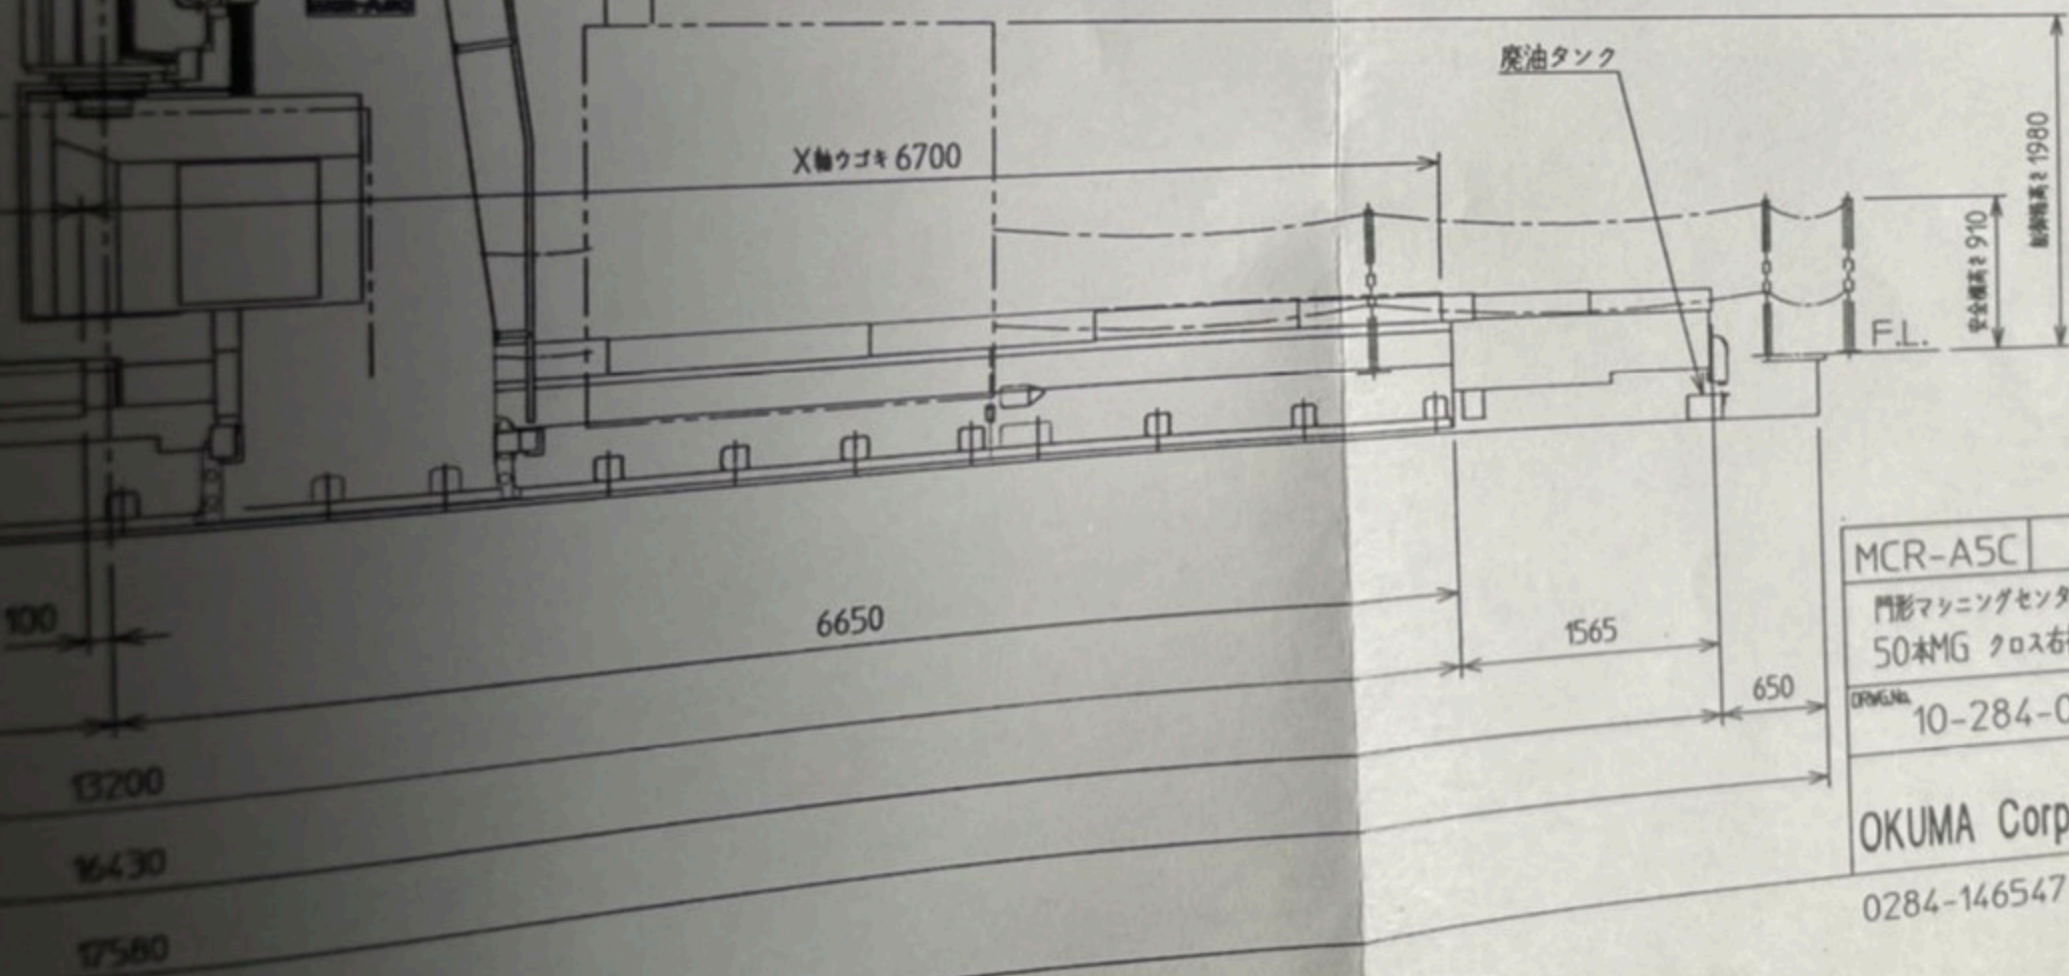 廃油タンク
X軸ウゴキ 6700
制御箱高さ 1980
安全柵高さ 910
F.L.
100
6650
1565
650
13200
16430
17580
MCR-A5C
門形マシニングセンタ
50本MG クロス右
DRWG.No.
10-284-0
OKUMA Corp
0284-146547